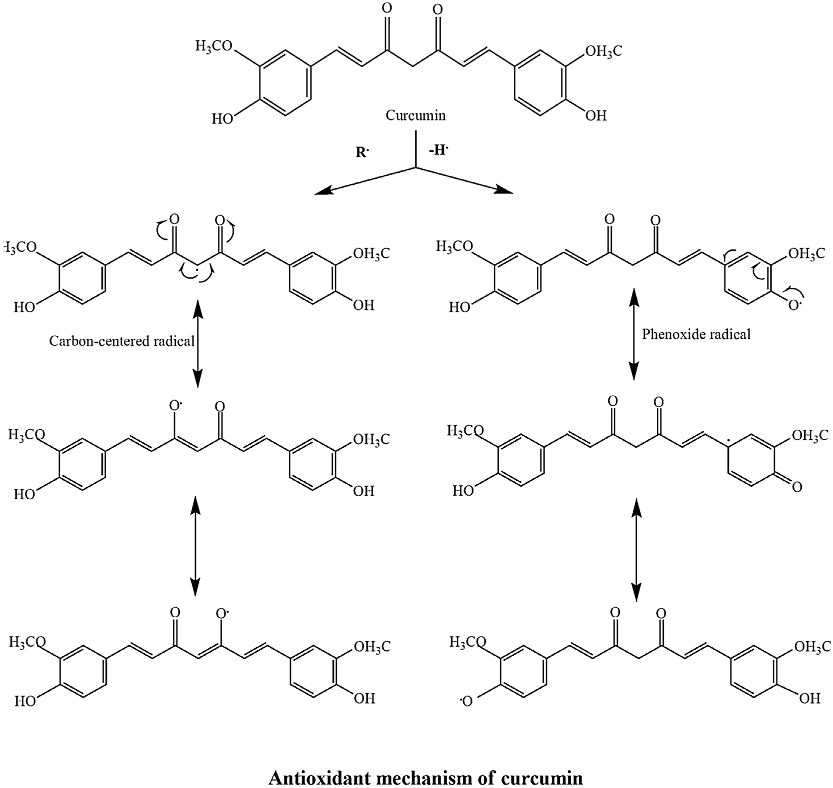 O O
H₃CO OH₃C
HO OH
Curcumin
R· -H·
O O O O
H₃CO OH₃C H₃CO OH₃C
HO OH HO O·
Carbon-centered radical Phenoxide radical
O· O O O
H₃CO OH₃C H₃CO OH₃C
HO OH HO O
O O· O O
H₃CO OH₃C H₃CO OH₃C
HO OH ·O OH
Antioxidant mechanism of curcumin